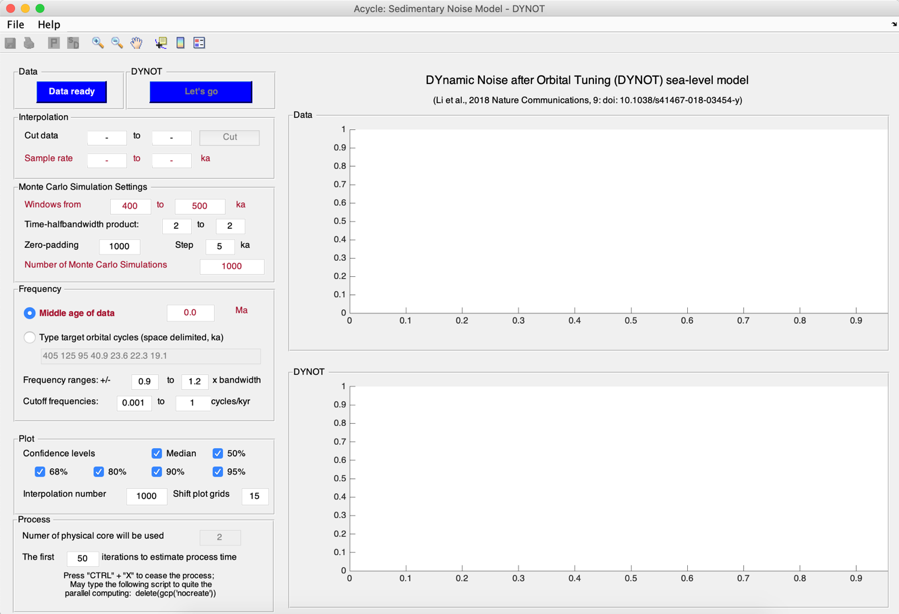 Acycle: Sedimentary Noise Model - DYNOT
File Help
Data
Data ready
DYNOT
Let's go
Interpolation
Cut data - to - Cut
Sample rate - to - ka
Monte Carlo Simulation Settings
Windows from 400 to 500 ka
Time-halfbandwidth product: 2 to 2
Zero-padding 1000 Step 5 ka
Number of Monte Carlo Simulations 1000
Frequency
Middle age of data 0.0 Ma
Type target orbital cycles (space delimited, ka)
405 125 95 40.9 23.6 22.3 19.1
Frequency ranges: +/- 0.9 to 1.2 x bandwidth
Cutoff frequencies: 0.001 to 1 cycles/kyr
Plot
Confidence levels Median 50%
68% 80% 90% 95%
Interpolation number 1000 Shift plot grids 15
Process
Numer of physical core will be used 2
The first 50 iterations to estimate process time
Press "CTRL" + "X" to cease the process;
May type the following script to quite the
parallel computing: delete(gcp('nocreate'))
DYnamic Noise after Orbital Tuning (DYNOT) sea-level model
(Li et al., 2018 Nature Communications, 9: doi: 10.1038/s41467-018-03454-y)
Data
1
0.9
0.8
0.7
0.6
0.5
0.4
0.3
0.2
0.1
0
0 0.1 0.2 0.3 0.4 0.5 0.6 0.7 0.8 0.9
DYNOT
1
0.9
0.8
0.7
0.6
0.5
0.4
0.3
0.2
0.1
0
0 0.1 0.2 0.3 0.4 0.5 0.6 0.7 0.8 0.9